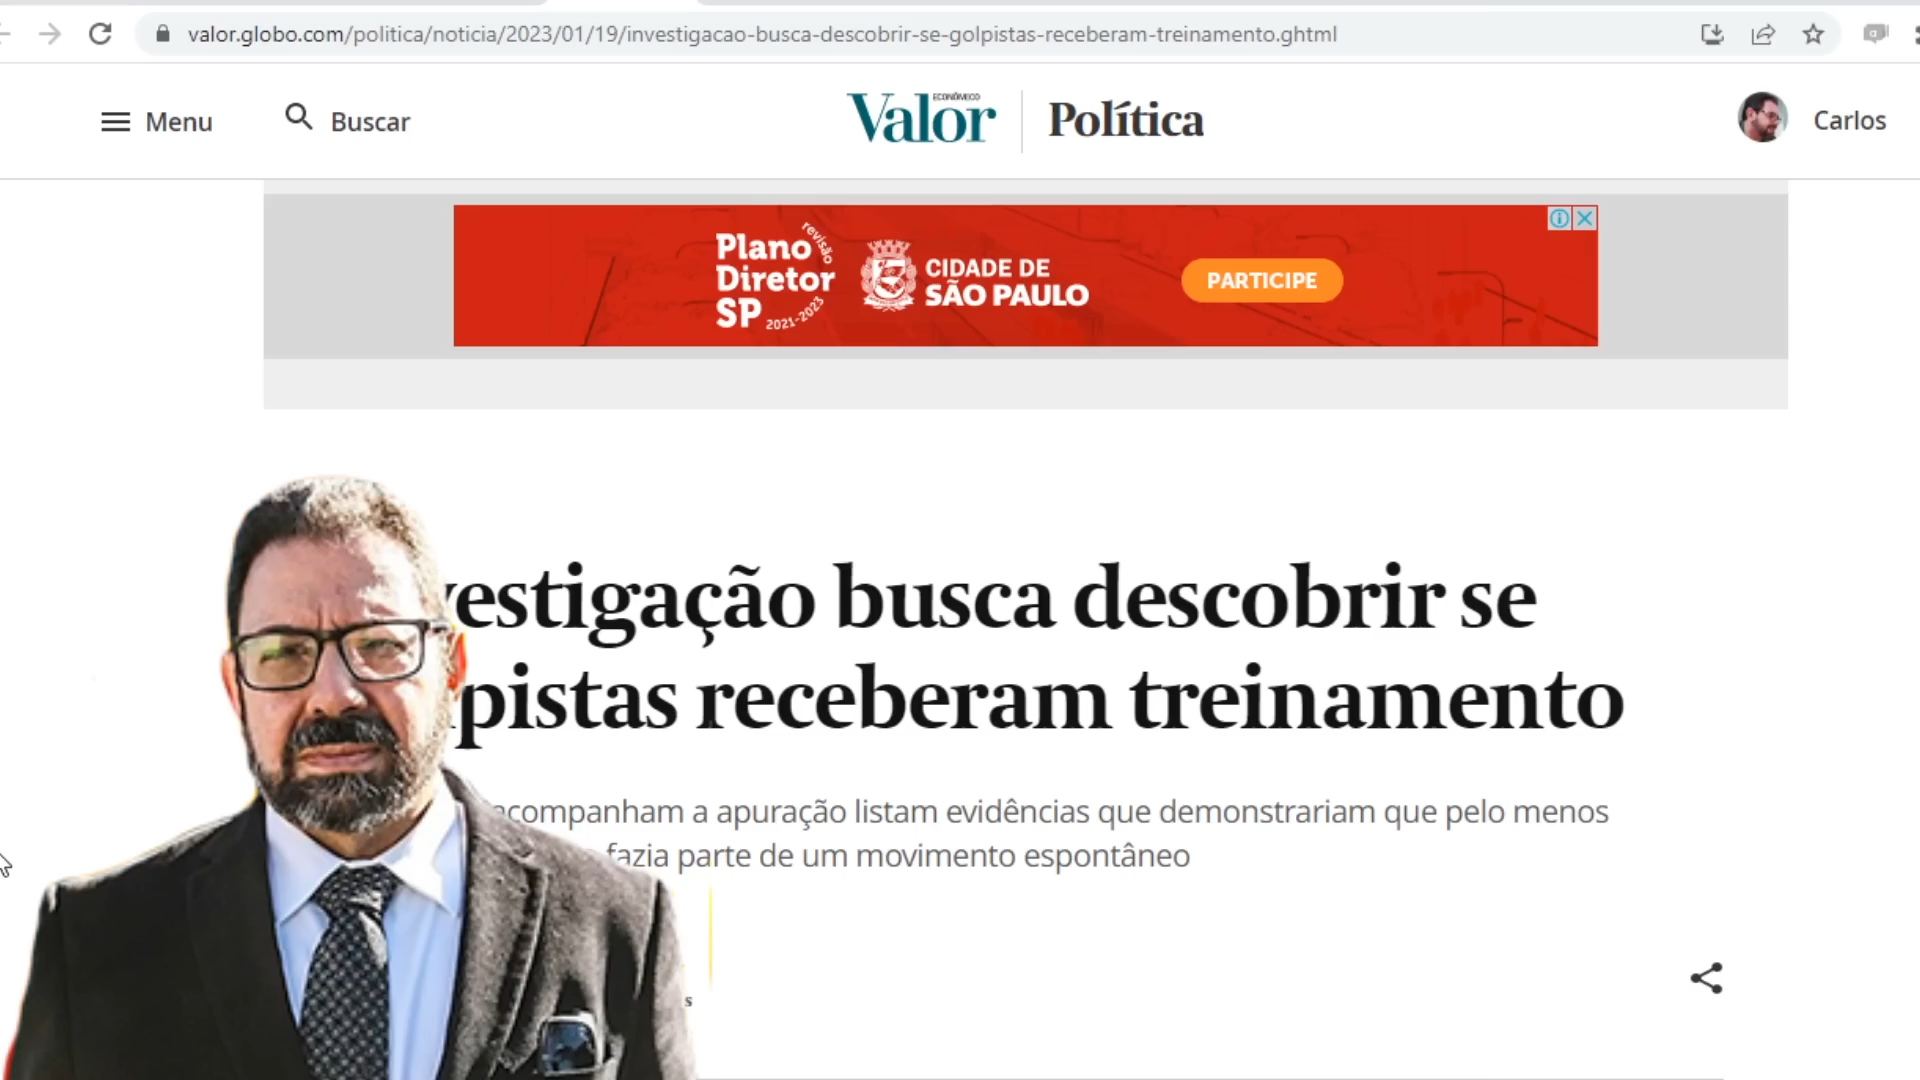 valor.globo.com/politica/noticia/2023/01/19/investigacao-busca-descobrir-se-golpistas-receberam-treinamento.ghtml
Menu
Buscar
Valor
ECONÔMICO
Política
Carlos
Plano
Diretor
SP
revisão
2021-2023
CIDADE DE
SÃO PAULO
PARTICIPE
vestigação busca descobrir se
pistas receberam treinamento
companham a apuração listam evidências que demonstrariam que pelo menos
fazia parte de um movimento espontâneo
s